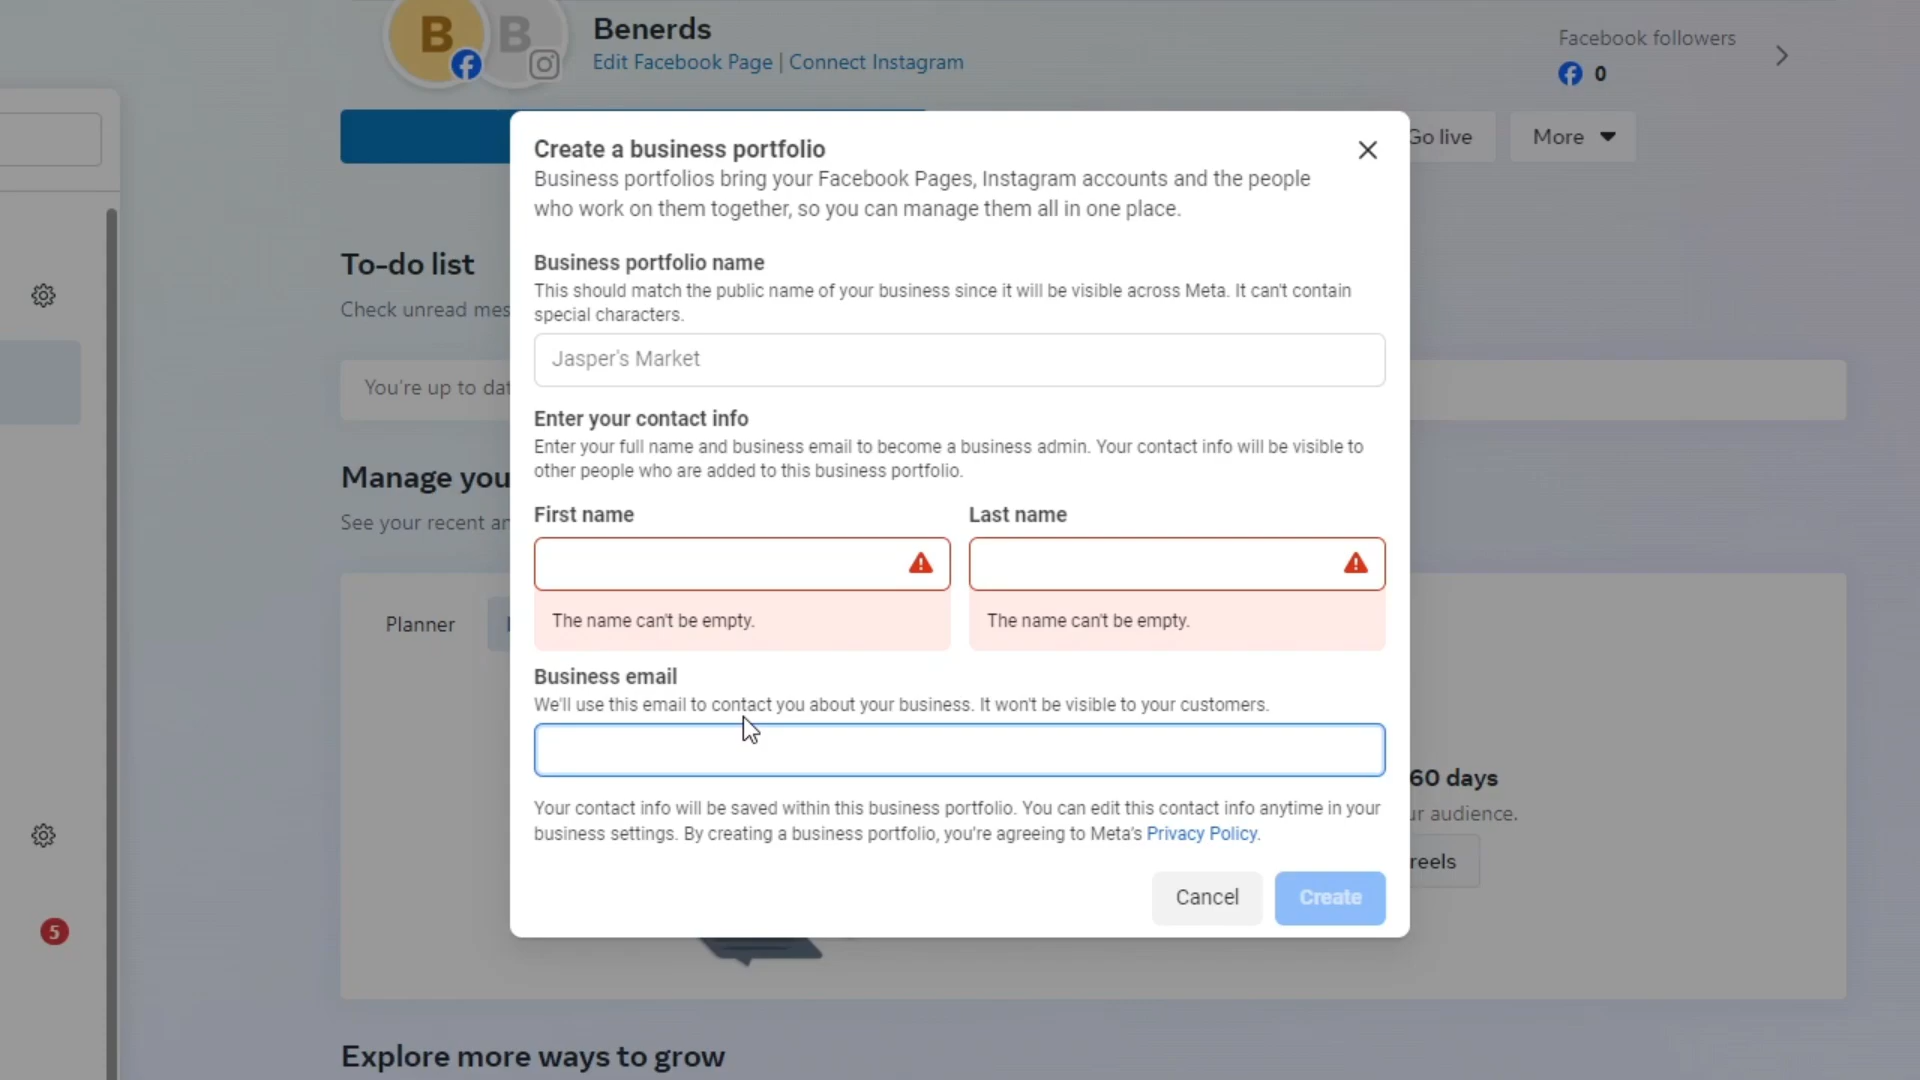 B
B
Benerds
Edit Facebook Page | Connect Instagram
Facebook followers
0
Go live
More
Create a business portfolio
Business portfolios bring your Facebook Pages, Instagram accounts and the people
who work on them together, so you can manage them all in one place.
To-do list
Check unread mes
You're up to dat
Business portfolio name
This should match the public name of your business since it will be visible across Meta. It can't contain
special characters.
Jasper's Market
Enter your contact info
Enter your full name and business email to become a business admin. Your contact info will be visible to
other people who are added to this business portfolio.
Manage you
See your recent an
First name
Last name
The name can't be empty.
The name can't be empty.
Planner
Business email
We'll use this email to contact you about your business. It won't be visible to your customers.
60 days
ur audience.
reels
Your contact info will be saved within this business portfolio. You can edit this contact info anytime in your
business settings. By creating a business portfolio, you're agreeing to Meta's Privacy Policy.
Cancel
Create
5
Explore more ways to grow